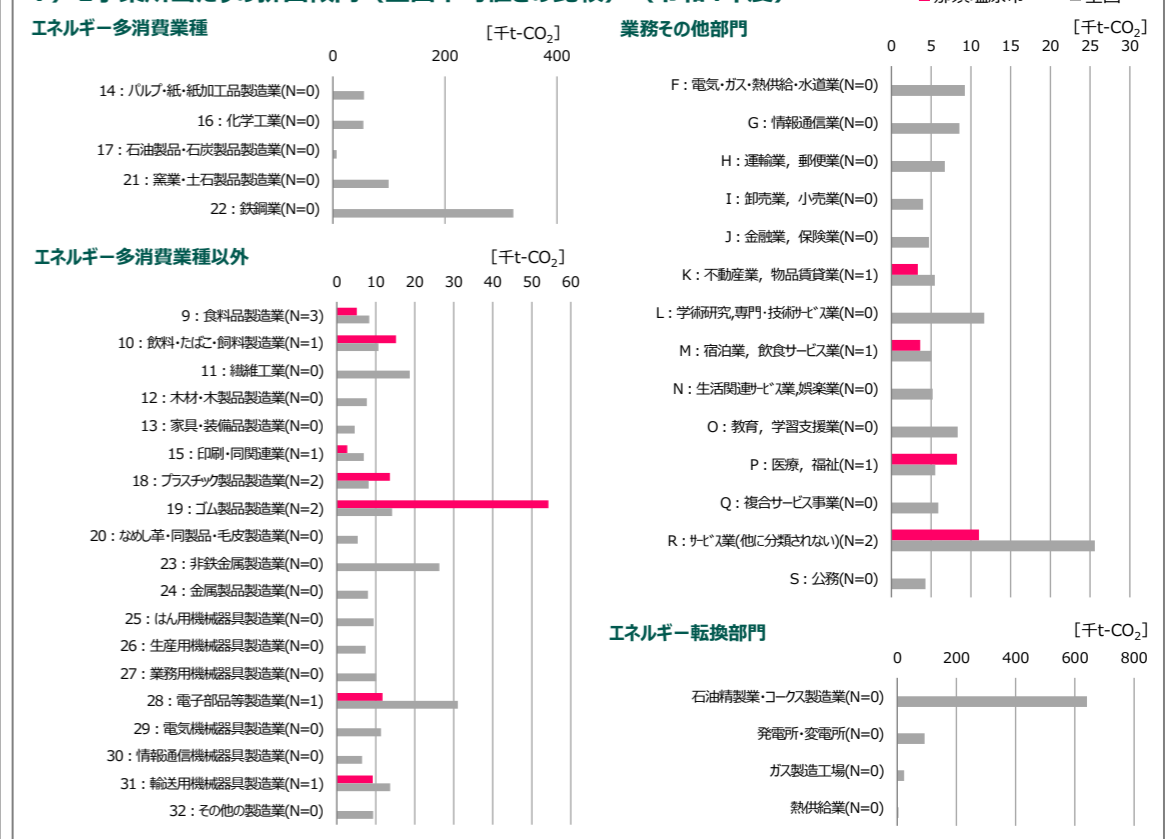 エネルギー多消費業種
[千t-CO2]
0 200 400
14：パルプ・紙・紙加工品製造業(N=0)
16：化学工業(N=0)
17：石油製品・石炭製品製造業(N=0)
21：窯業・土石製品製造業(N=0)
22：鉄鋼業(N=0)
エネルギー多消費業種以外
[千t-CO2]
0 10 20 30 40 50 60
9：食料品製造業(N=3)
10：飲料・たばこ・飼料製造業(N=1)
11：繊維工業(N=0)
12：木材・木製品製造業(N=0)
13：家具・装備品製造業(N=0)
15：印刷・同関連業(N=1)
18：プラスチック製品製造業(N=2)
19：ゴム製品製造業(N=2)
20：なめし革・同製品・毛皮製造業(N=0)
23：非鉄金属製造業(N=0)
24：金属製品製造業(N=0)
25：はん用機械器具製造業(N=0)
26：生産用機械器具製造業(N=0)
27：業務用機械器具製造業(N=0)
28：電子部品等製造業(N=1)
29：電気機械器具製造業(N=0)
30：情報通信機械器具製造業(N=0)
31：輸送用機械器具製造業(N=1)
32：その他の製造業(N=0)
業務その他部門
[千t-CO2]
0 5 10 15 20 25 30
F：電気・ガス・熱供給・水道業(N=0)
G：情報通信業(N=0)
H：運輸業，郵便業(N=0)
I：卸売業，小売業(N=0)
J：金融業，保険業(N=0)
K：不動産業，物品賃貸業(N=1)
L：学術研究,専門・技術サービス業(N=0)
M：宿泊業，飲食サービス業(N=1)
N：生活関連サービス業,娯楽業(N=0)
O：教育，学習支援業(N=0)
P：医療，福祉(N=1)
Q：複合サービス事業(N=0)
R：サービス業(他に分類されない)(N=2)
S：公務(N=0)
エネルギー転換部門
[千t-CO2]
0 200 400 600 800
石油精製業・コークス製造業(N=0)
発電所・変電所(N=0)
ガス製造工場(N=0)
熱供給業(N=0)